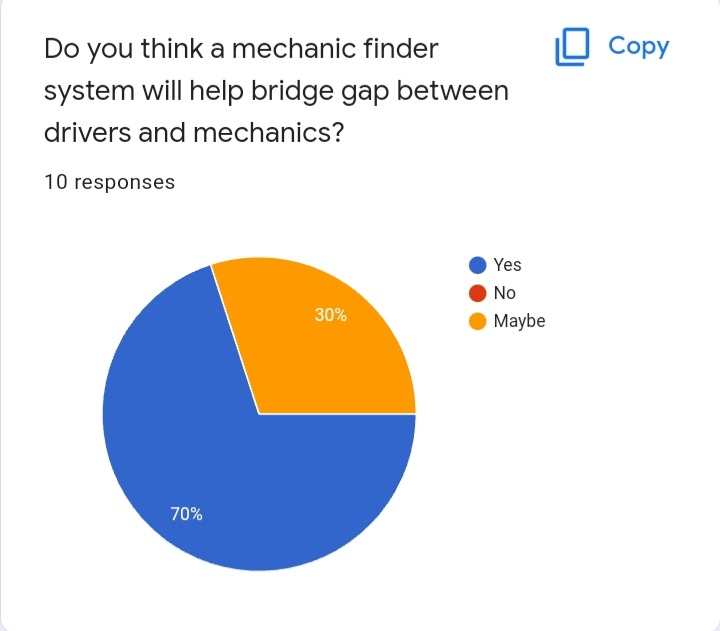 Do you think a mechanic finder
system will help bridge gap between
drivers and mechanics?
Copy
10 responses
Yes
No
Maybe
30%
70%